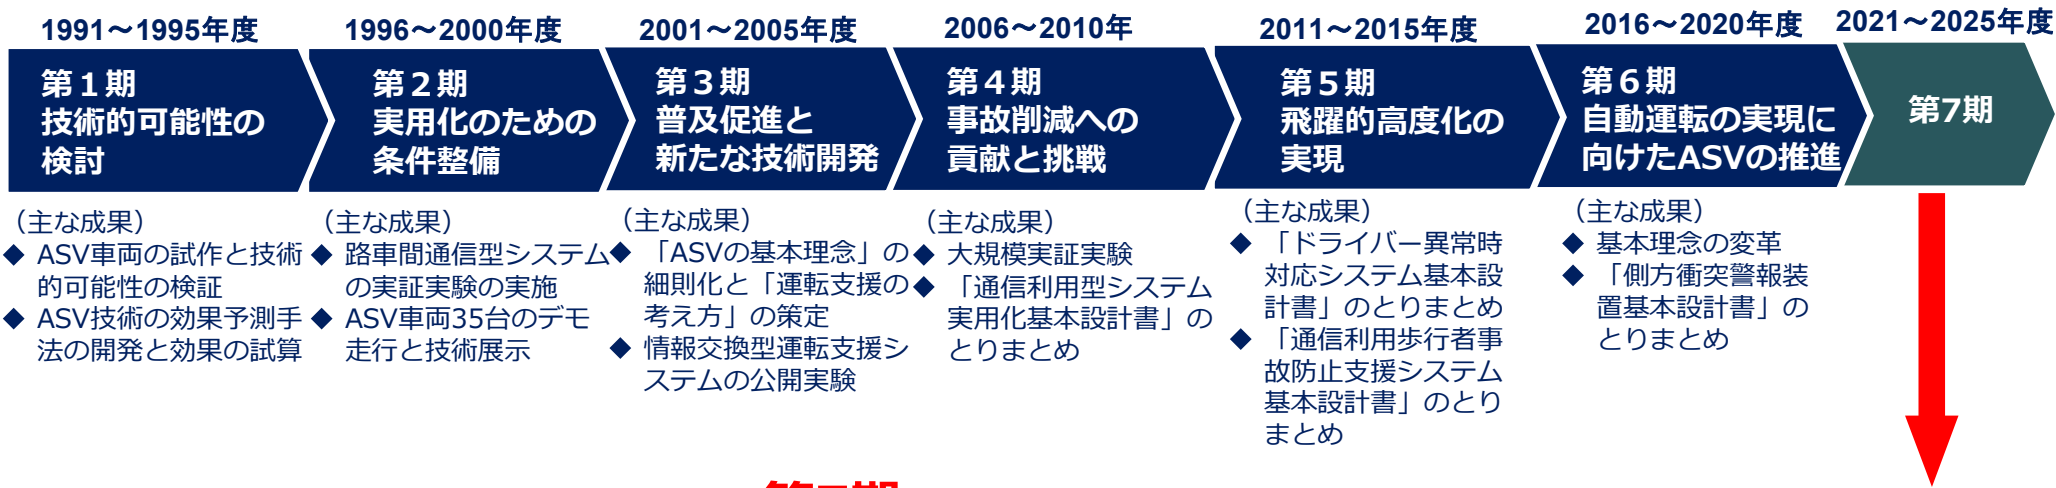 1991～1995年度
第１期
技術的可能性の
検討
（主な成果）
◆ ASV車両の試作と技術
的可能性の検証
◆ ASV技術の効果予測手
法の開発と効果の試算
1996～2000年度
第２期
実用化のための
条件整備
（主な成果）
◆ 路車間通信型システム
の実証実験の実施
◆ ASV車両35台のデモ
走行と技術展示
2001～2005年度
第３期
普及促進と
新たな技術開発
（主な成果）
◆ 「ASVの基本理念」の
細則化と「運転支援の
考え方」の策定
◆ 情報交換型運転支援シ
ステムの公開実験
2006～2010年
第４期
事故削減への
貢献と挑戦
（主な成果）
◆ 大規模実証実験
◆ 「通信利用型システム
実用化基本設計書」の
とりまとめ
2011～2015年度
第５期
飛躍的高度化の
実現
（主な成果）
◆ 「ドライバー異常時
対応システム基本設
計書」のとりまとめ
◆ 「通信利用歩行者事
故防止支援システム
基本設計書」のとり
まとめ
2016～2020年度
第６期
自動運転の実現に
向けたASVの推進
（主な成果）
◆ 基本理念の変革
◆ 「側方衝突警報装
置基本設計書」の
とりまとめ
2021～2025年度
第7期